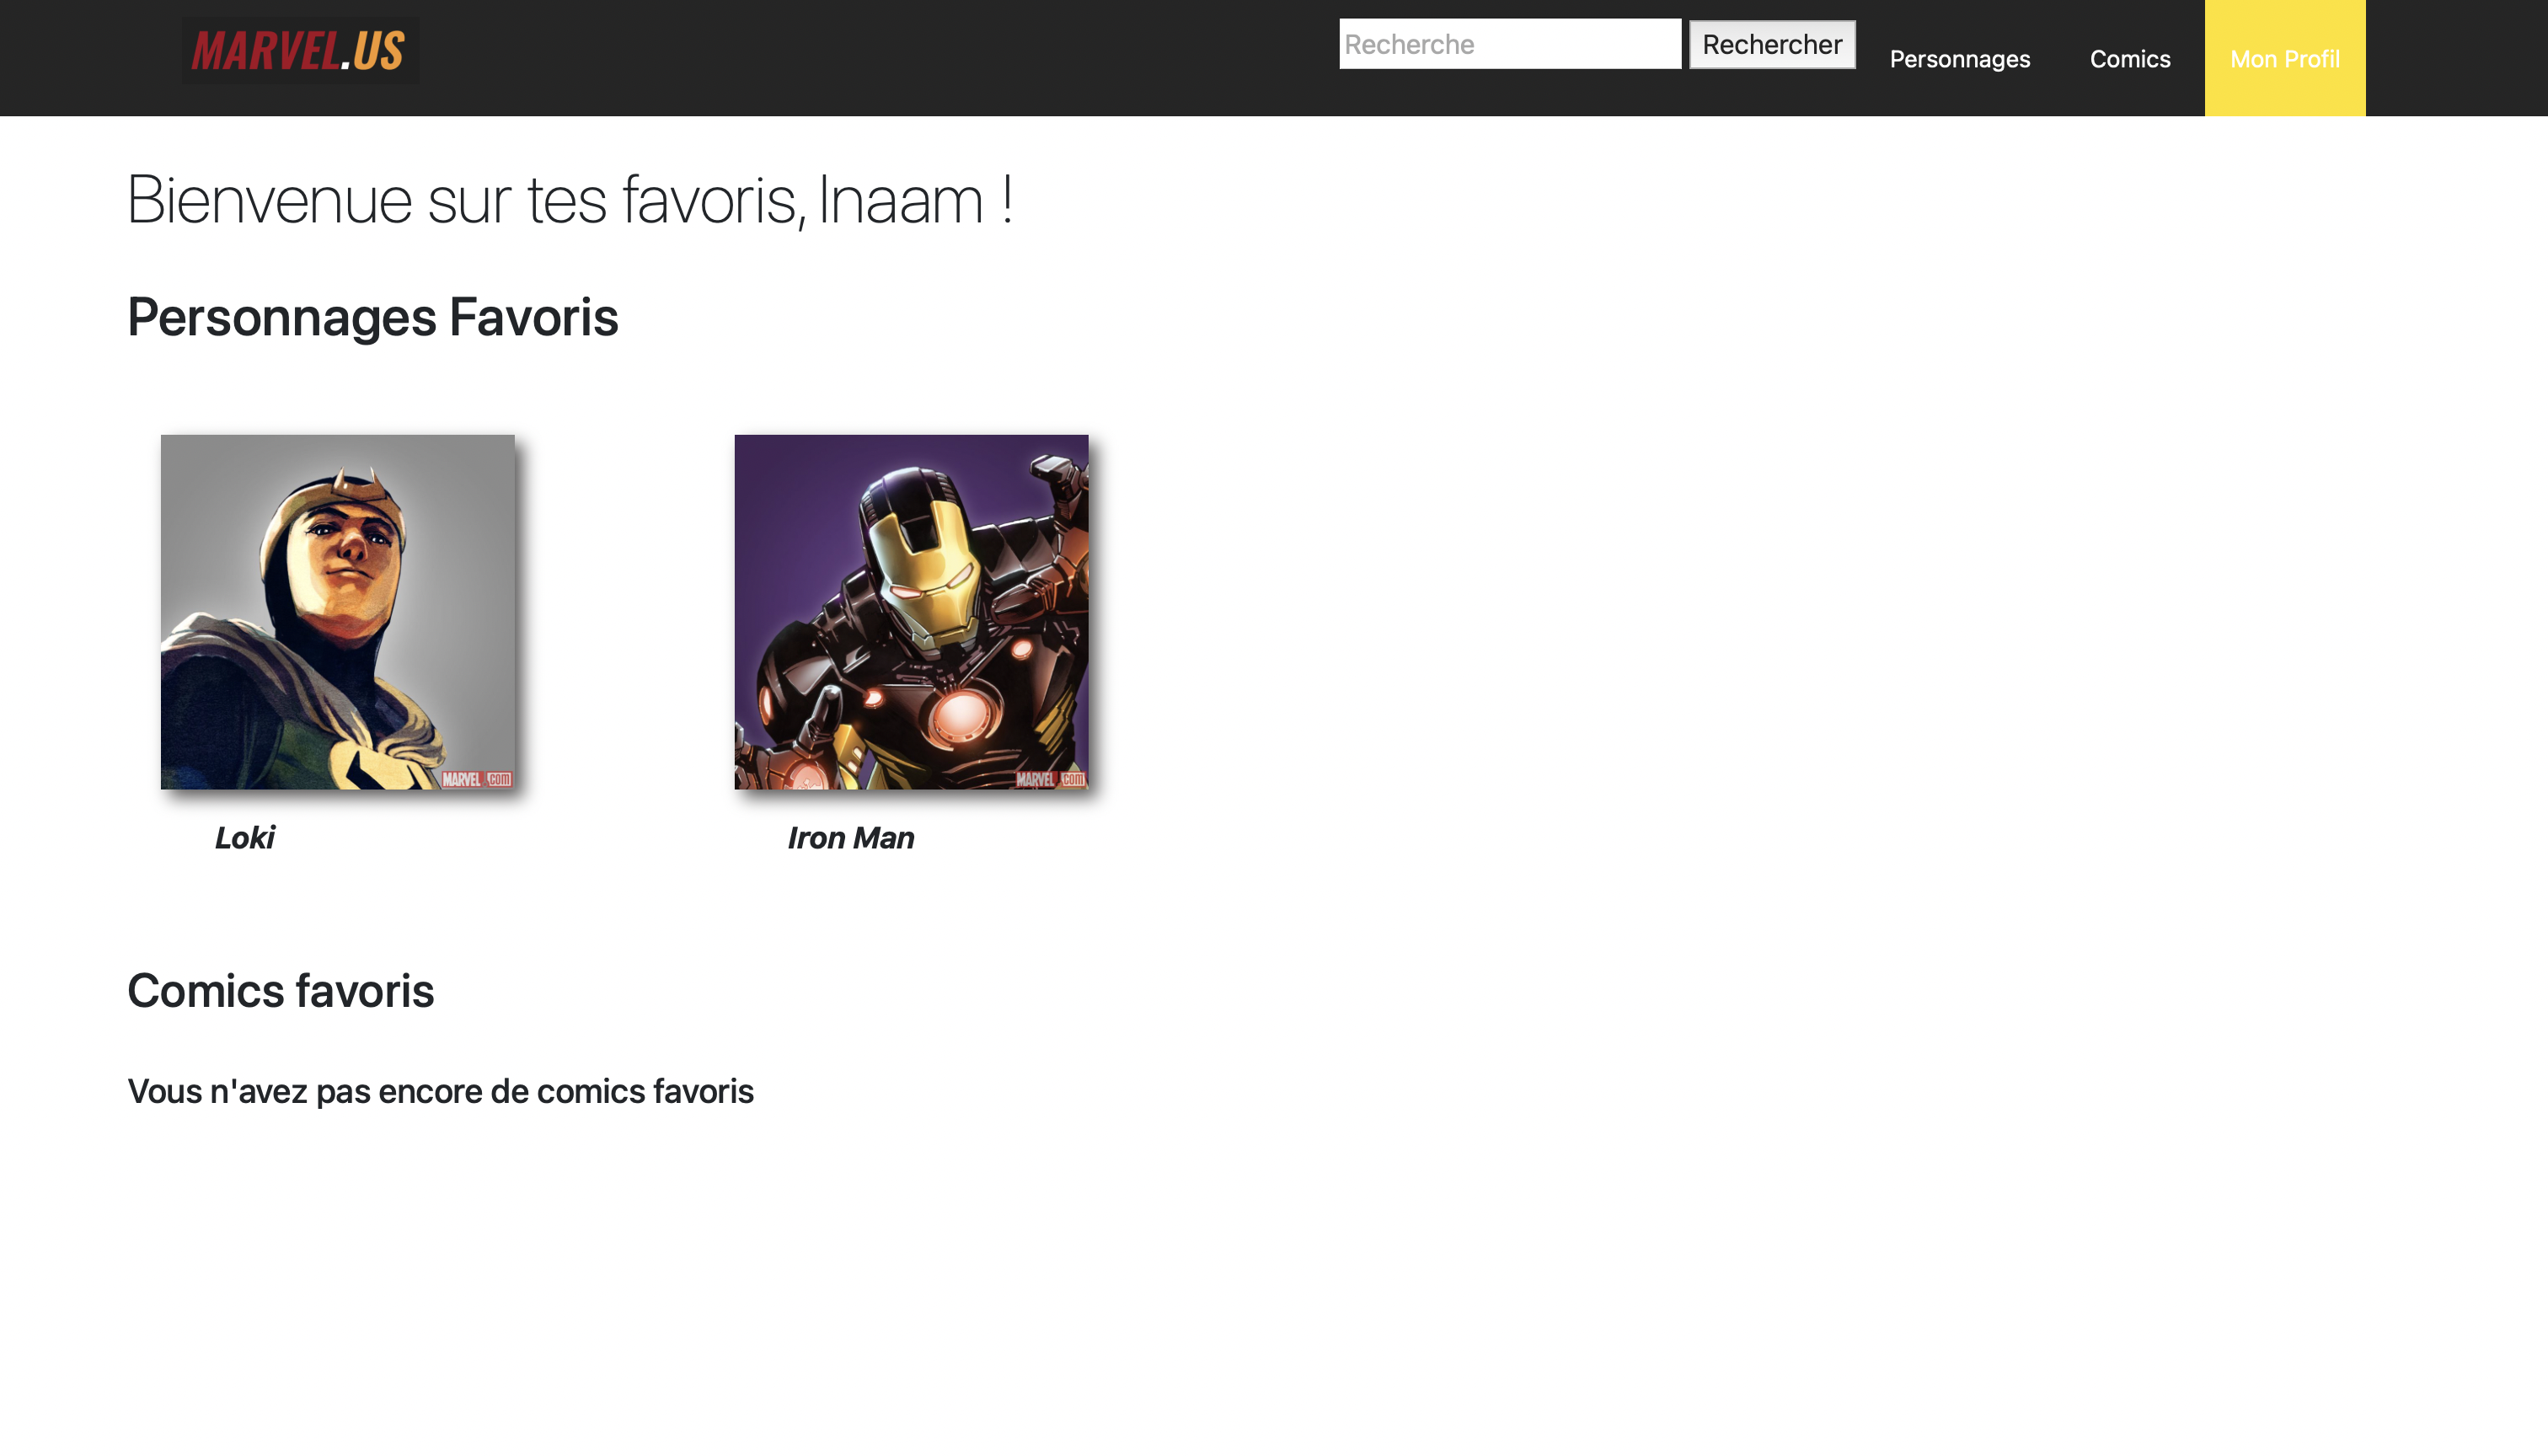 MARVEL.US
Recherche
Rechercher
Personnages
Comics
Mon Profil
Bienvenue sur tes favoris, Inaam !
Personnages Favoris
MARVEL.COM
MARVEL.COM
Loki
Iron Man
Comics favoris
Vous n'avez pas encore de comics favoris